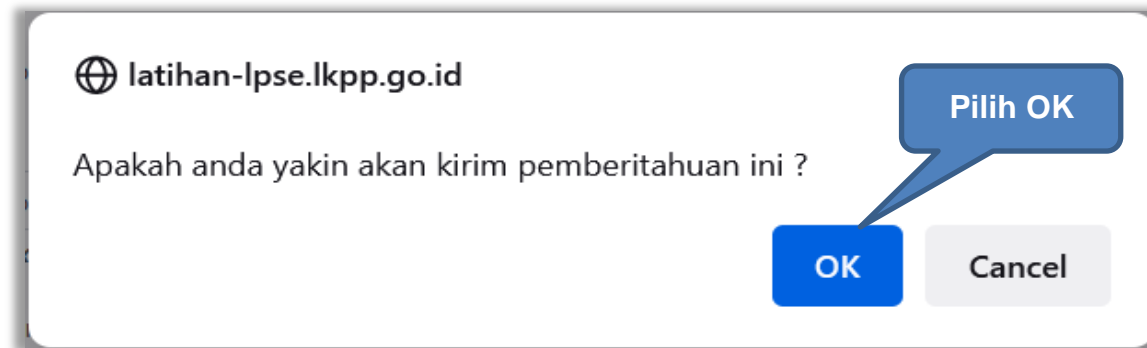 latihan-lpse.lkpp.go.id
Pilih OK
Apakah anda yakin akan kirim pemberitahuan ini ?
OK
Cancel